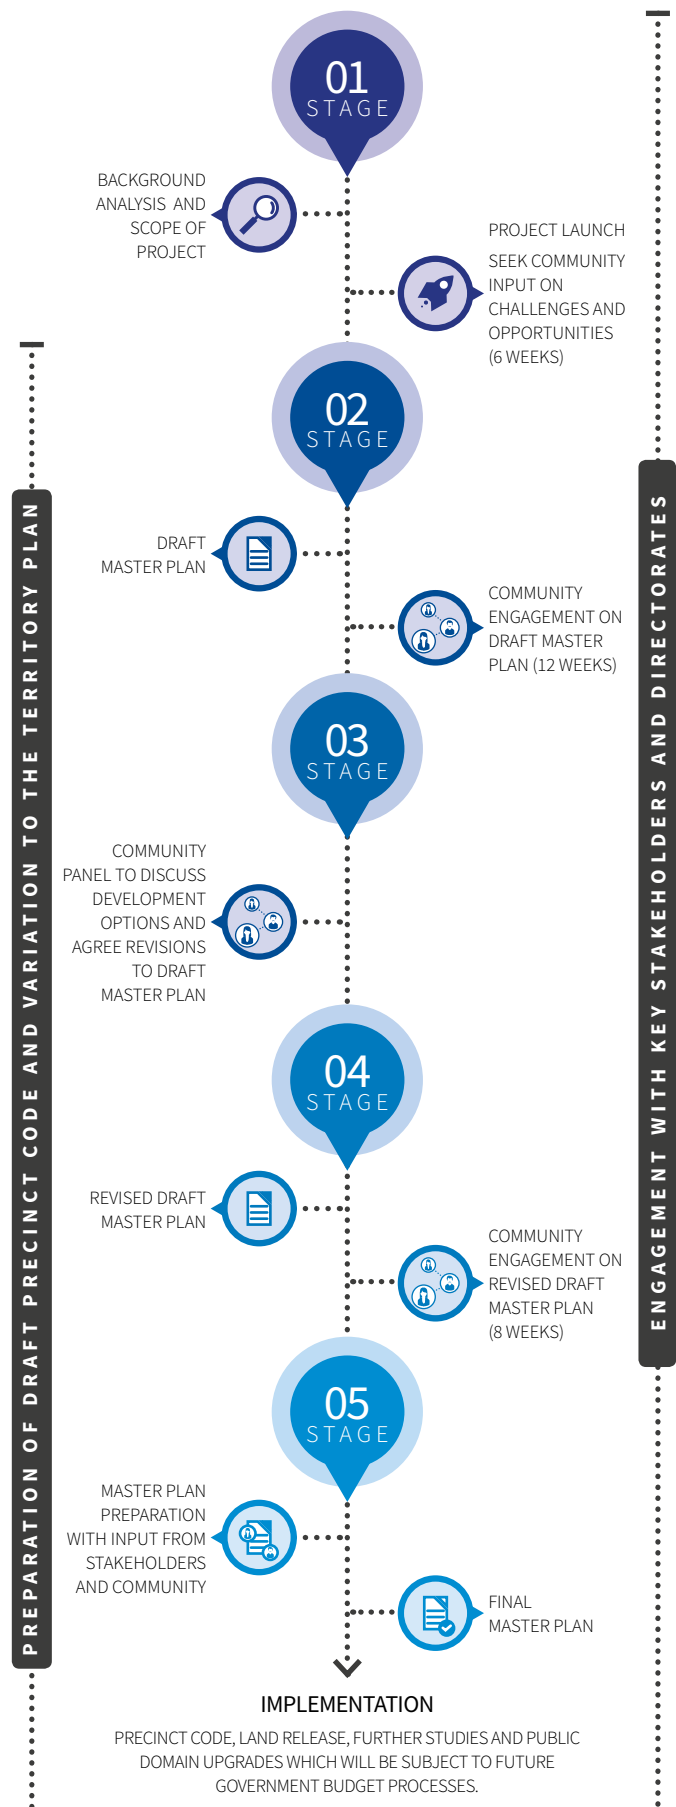 01
STAGE
BACKGROUND
ANALYSIS AND
SCOPE OF
PROJECT
PROJECT LAUNCH
SEEK COMMUNITY
INPUT ON
CHALLENGES AND
OPPORTUNITIES
(6 WEEKS)
02
STAGE
DRAFT
MASTER PLAN
COMMUNITY
ENGAGEMENT ON
DRAFT MASTER
PLAN (12 WEEKS)
03
STAGE
COMMUNITY
PANEL TO DISCUSS
DEVELOPMENT
OPTIONS AND
AGREE REVISIONS
TO DRAFT
MASTER PLAN
04
STAGE
REVISED DRAFT
MASTER PLAN
COMMUNITY
ENGAGEMENT ON
REVISED DRAFT
MASTER PLAN
(8 WEEKS)
05
STAGE
MASTER PLAN
PREPARATION
WITH INPUT FROM
STAKEHOLDERS
AND COMMUNITY
FINAL
MASTER PLAN
IMPLEMENTATION
PRECINCT CODE, LAND RELEASE, FURTHER STUDIES AND PUBLIC
DOMAIN UPGRADES WHICH WILL BE SUBJECT TO FUTURE
GOVERNMENT BUDGET PROCESSES.
PREPARATION OF DRAFT PRECINCT CODE AND VARIATION TO THE TERRITORY PLAN
ENGAGEMENT WITH KEY STAKEHOLDERS AND DIRECTORATES